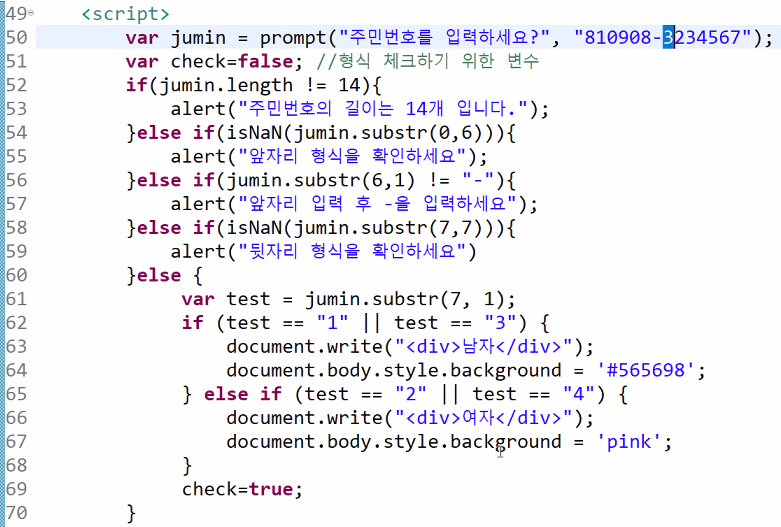 49 <script>
50 var jumin = prompt("주민번호를 입력하세요?", "810908-3234567");
51 var check=false; //형식 체크하기 위한 변수
52 if(jumin.length != 14){
53 alert("주민번호의 길이는 14개 입니다.");
54 }else if(isNaN(jumin.substr(0,6))){
55 alert("앞자리 형식을 확인하세요");
56 }else if(jumin.substr(6,1) != "-"){
57 alert("앞자리 입력 후 -을 입력하세요");
58 }else if(isNaN(jumin.substr(7,7))){
59 alert("뒷자리 형식을 확인하세요")
60 }else {
61 var test = jumin.substr(7, 1);
62 if (test == "1" || test == "3") {
63 document.write("<div>남자</div>");
64 document.body.style.background = '#565698';
65 } else if (test == "2" || test == "4") {
66 document.write("<div>여자</div>");
67 document.body.style.background = 'pink';
68 }
69 check=true;
70 }